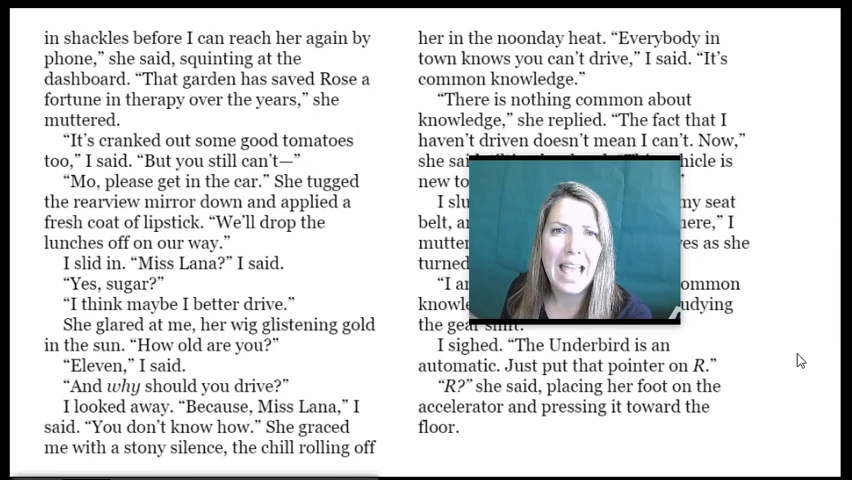 in shackles before I can reach her again by
phone,” she said, squinting at the
dashboard. “That garden has saved Rose a
fortune in therapy over the years,” she
muttered.
“It’s cranked out some good tomatoes
too,” I said. “But you still can’t—”
“Mo, please get in the car.” She tugged
the rearview mirror down and applied a
fresh coat of lipstick. “We’ll drop the
lunches off on our way.”
I slid in. “Miss Lana?” I said.
“Yes, sugar?”
“I think maybe I better drive.”
She glared at me, her wig glistening gold
in the sun. “How old are you?”
“Eleven,” I said.
“And why should you drive?”
I looked away. “Because, Miss Lana,” I
said. “You don’t know how.” She graced
me with a stony silence, the chill rolling off
her in the noonday heat. “Everybody in
town knows you can’t drive,” I said. “It’s
common knowledge.”
“There is nothing common about
knowledge,” she replied. “The fact that I
haven’t driven doesn’t mean I can’t. Now,”
she
new
I my seat
belt, I
as she
turned
“I
the gear shift.
I sighed. “The Underbird is an
automatic. Just put that pointer on R.”
“R?” she said, placing her foot on the
accelerator and pressing it toward the
floor.